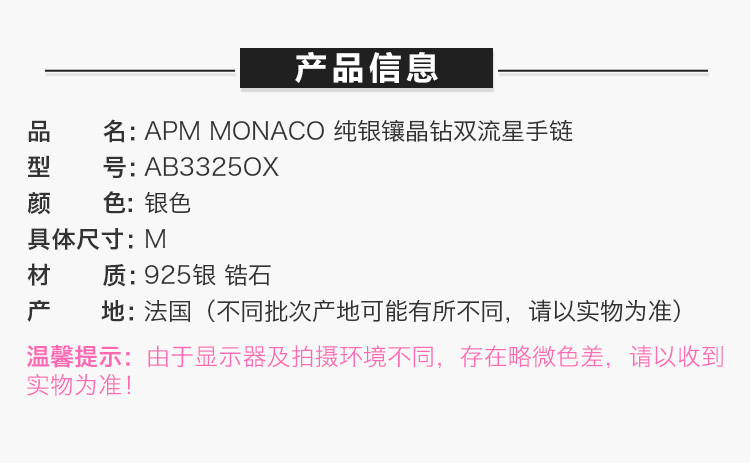 产品信息
品 名：APM MONACO 纯银镶晶钻双流星手链
型 号：AB3325OX
颜 色：银色
具体尺寸：M
材 质：925银 锆石
产 地：法国（不同批次产地可能有所不同，请以实物为准）
温馨提示：由于显示器及拍摄环境不同，存在略微色差，请以收到
实物为准！